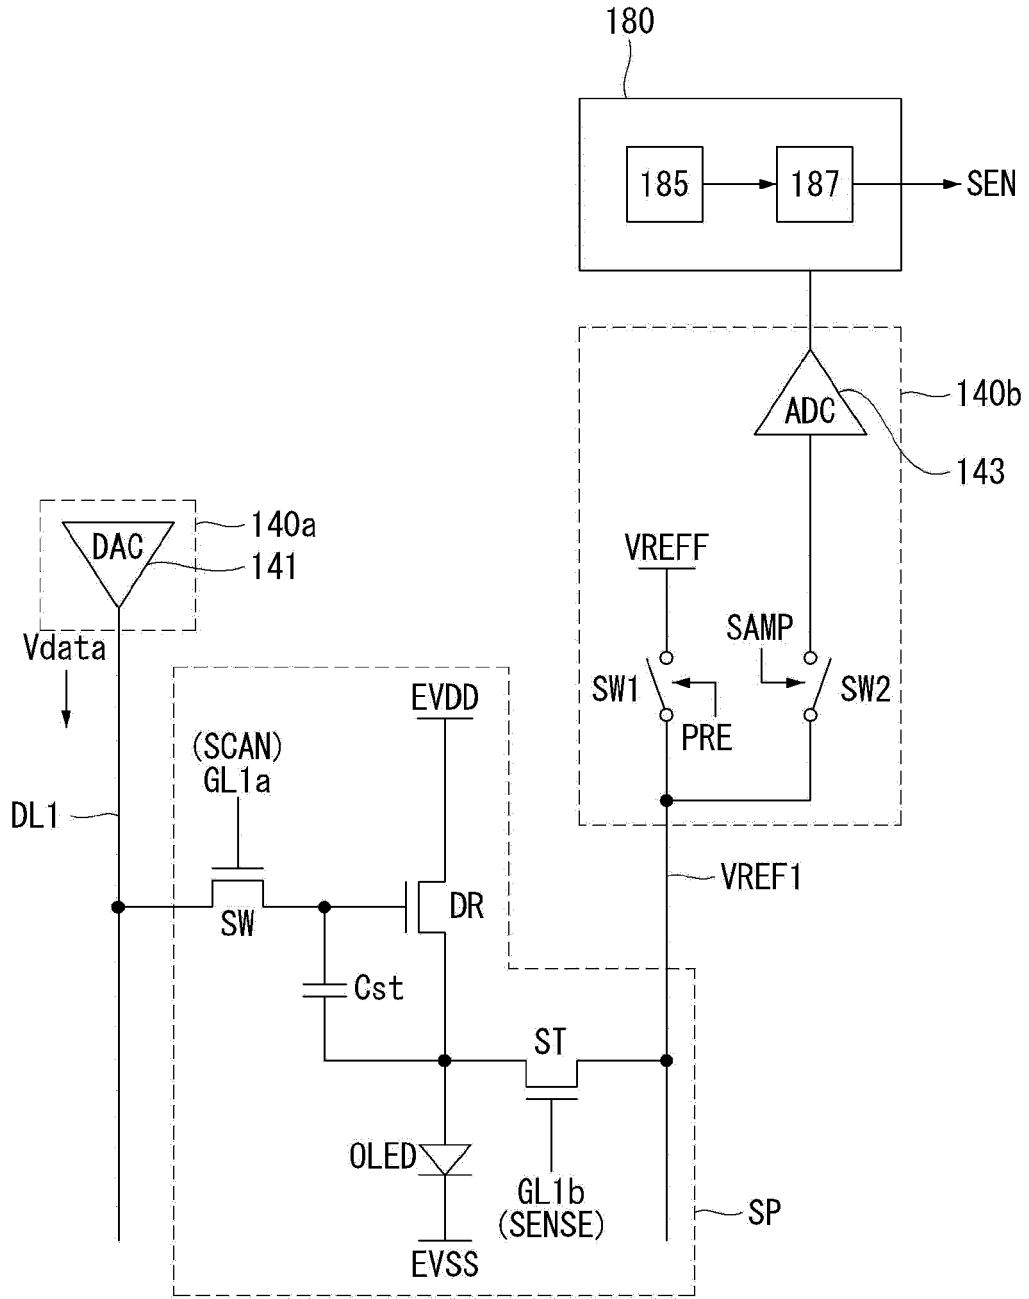 180
185
187
SEN
140b
ADC
143
140a
DAC
141
VREFF
Vdata
SAMP
SW1
SW2
EVDD
PRE
(SCAN)
GL1a
DL1
VREF1
DR
SW
Cst
ST
OLED
GL1b
(SENSE)
SP
EVSS